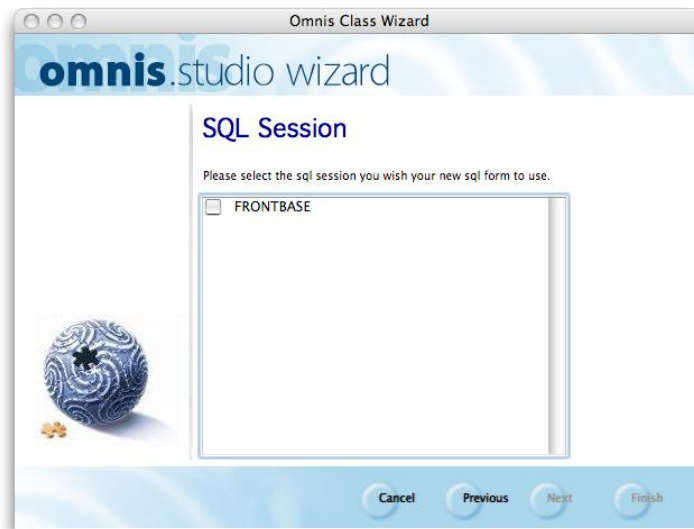 Omnis Class Wizard
omnis
omnis.studio wizard
SQL Session
Please select the sql session you wish your new sql form to use.
FRONTBASE
Cancel Previous Next Finish